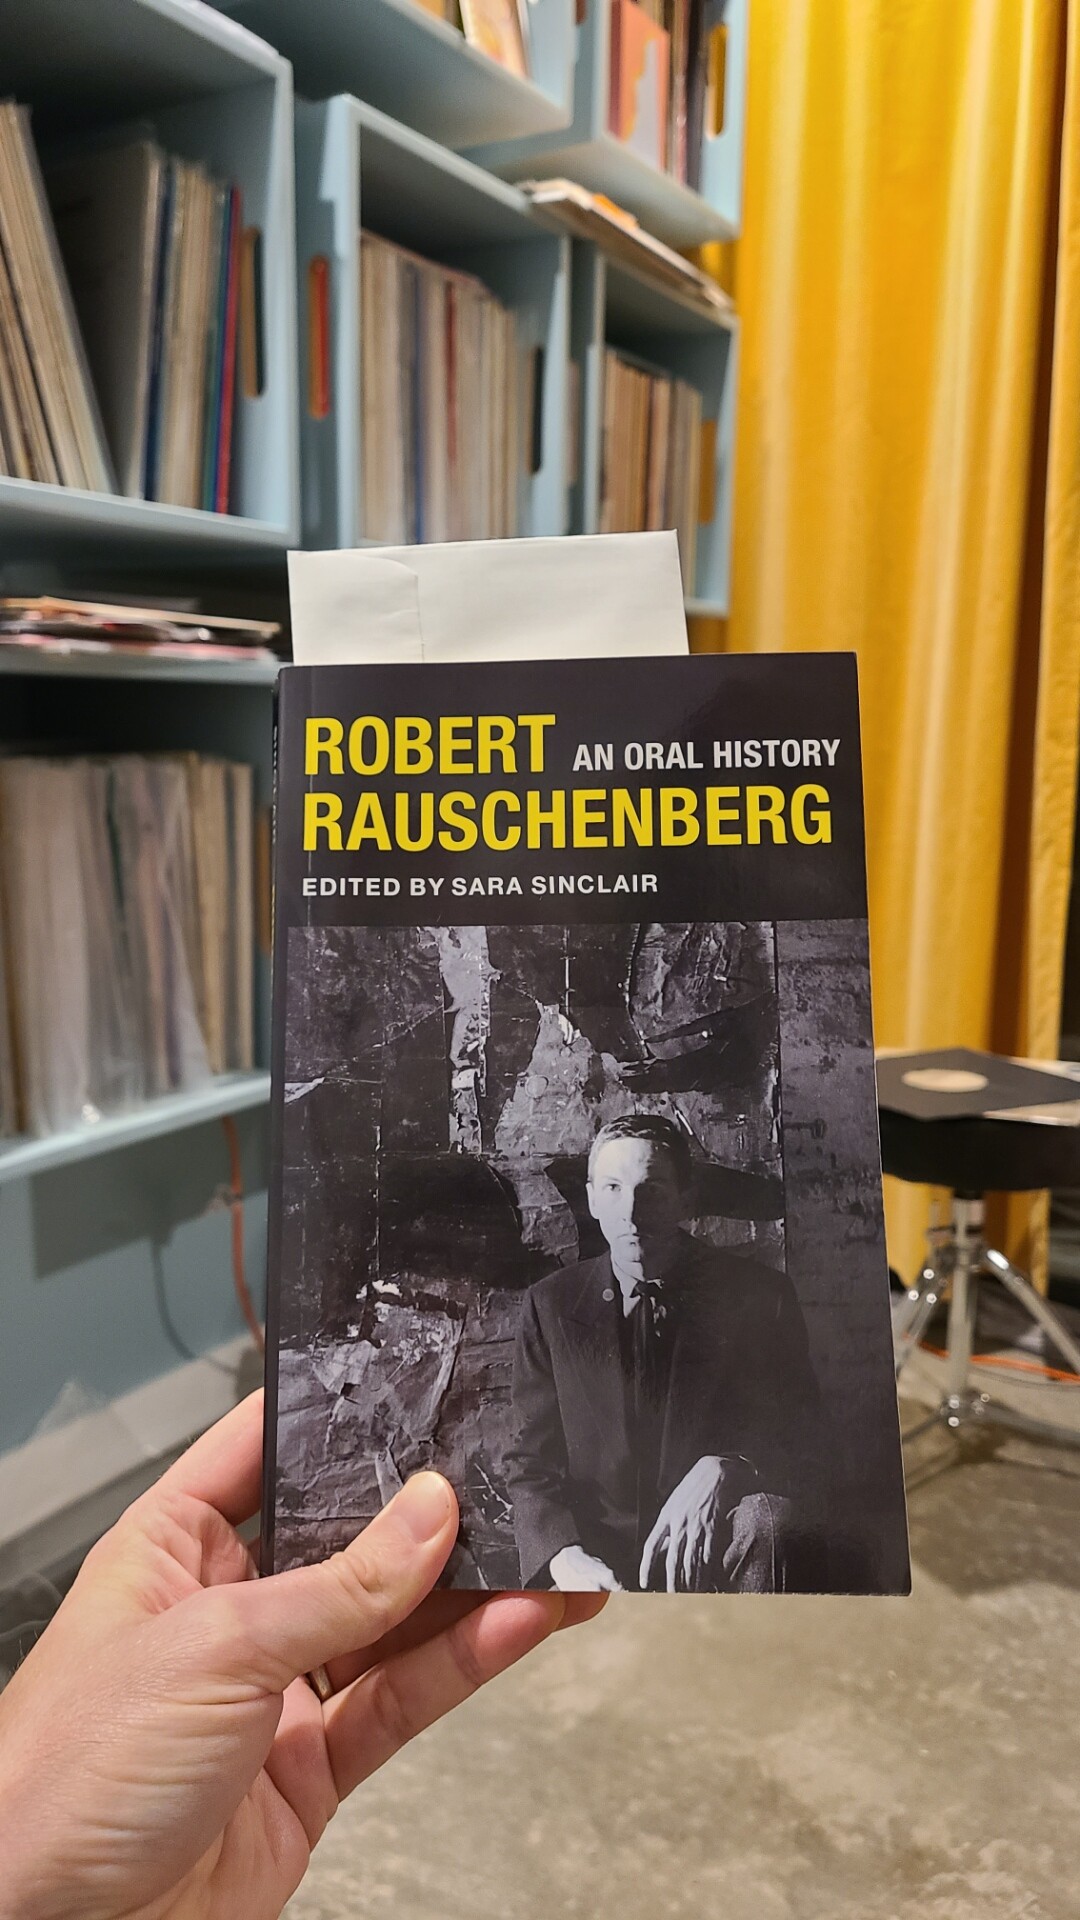 ROBERT AN ORAL HISTORY
RAUSCHENBERG
EDITED BY SARA SINCLAIR